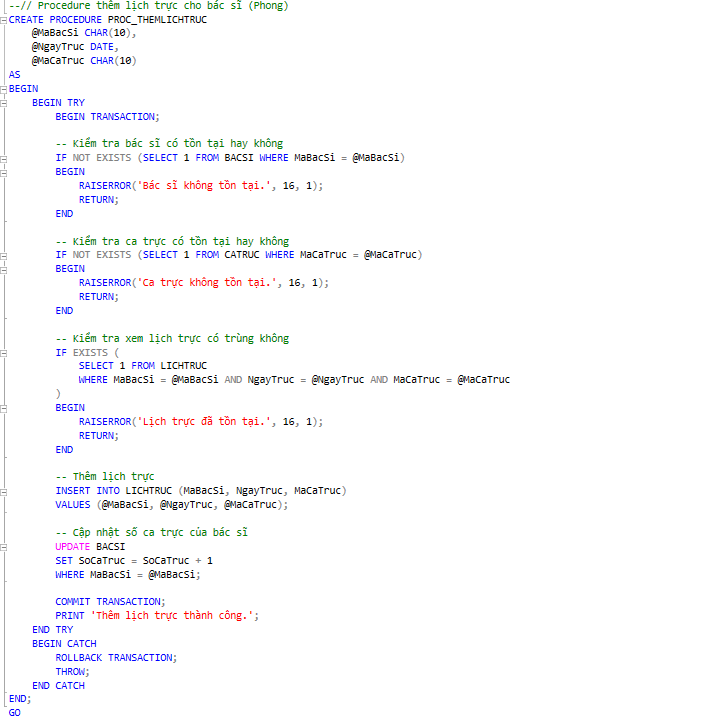 --// Procedure thêm lịch trực cho bác sĩ (Phong)
CREATE PROCEDURE PROC_THEMLICHTRUC
    @MaBacSi CHAR(10),
    @NgayTruc DATE,
    @MaCaTruc CHAR(10)
AS
BEGIN
    BEGIN TRY
        BEGIN TRANSACTION;

        -- Kiểm tra bác sĩ có tồn tại hay không
        IF NOT EXISTS (SELECT 1 FROM BACSI WHERE MaBacSi = @MaBacSi)
        BEGIN
            RAISERROR('Bác sĩ không tồn tại.', 16, 1);
            RETURN;
        END

        -- Kiểm tra ca trực có tồn tại hay không
        IF NOT EXISTS (SELECT 1 FROM CATRUC WHERE MaCaTruc = @MaCaTruc)
        BEGIN
            RAISERROR('Ca trực không tồn tại.', 16, 1);
            RETURN;
        END

        -- Kiểm tra xem lịch trực có trùng không
        IF EXISTS (
            SELECT 1 FROM LICHTRUC
            WHERE MaBacSi = @MaBacSi AND NgayTruc = @NgayTruc AND MaCaTruc = @MaCaTruc
        )
        BEGIN
            RAISERROR('Lịch trực đã tồn tại.', 16, 1);
            RETURN;
        END

        -- Thêm lịch trực
        INSERT INTO LICHTRUC (MaBacSi, NgayTruc, MaCaTruc)
        VALUES (@MaBacSi, @NgayTruc, @MaCaTruc);

        -- Cập nhật số ca trực của bác sĩ
        UPDATE BACSI
        SET SoCaTruc = SoCaTruc + 1
        WHERE MaBacSi = @MaBacSi;

        COMMIT TRANSACTION;
        PRINT 'Thêm lịch trực thành công.';
    END TRY
    BEGIN CATCH
        ROLLBACK TRANSACTION;
        THROW;
    END CATCH
END;
GO